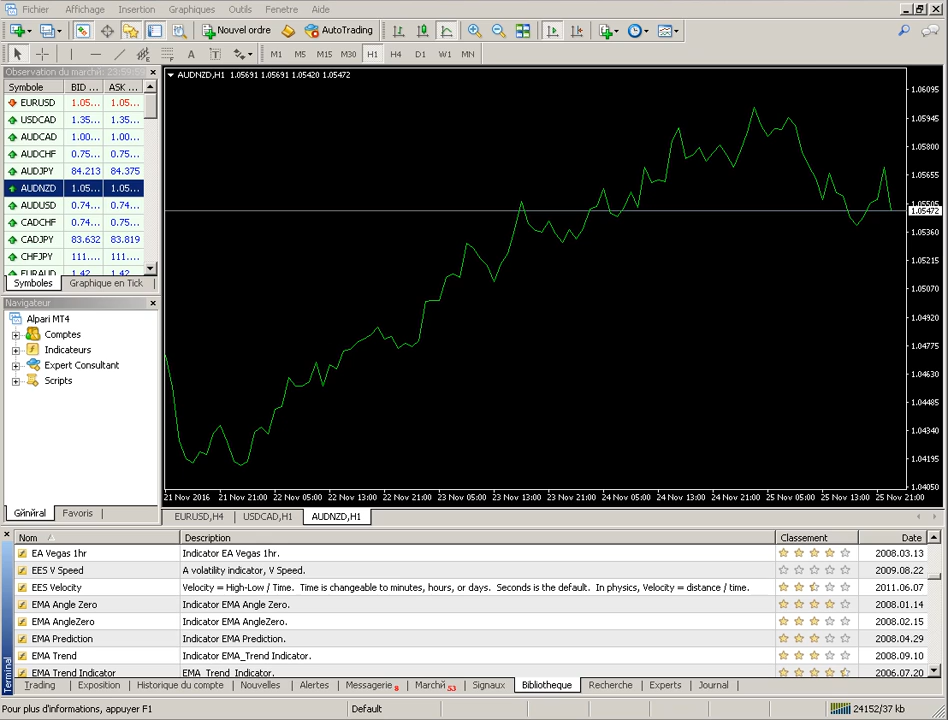 Fichier Affichage Insertion Graphiques Outils Fenetre Aide
Nouvel ordre AutoTrading
A T M1 M5 M15 M30 H1 H4 D1 W1 MN
Symbole BID ... ASK ...
EURUSD 1.05... 1.05...
USDCAD 1.35... 1.35...
AUDCAD 1.00... 1.00...
AUDCHF 0.75... 0.75...
AUDJPY 84.213 84.375
AUDNZD 1.05... 1.05...
AUDUSD 0.74... 0.74...
CADCHF 0.74... 0.74...
CADJPY 83.632 83.819
CHFJPY 111.... 111....
EURAUD 1.42 1.42
Symboles Graphique en Tick
Navigateur
Alpari MT4
Comptes
Indicateurs
Expert Consultant
Scripts
Gйnйral Favoris
AUDNZD,H1 1.05691 1.05691 1.05420 1.05472
1.06095
1.05945
1.05800
1.05655
1.05505
1.05472
1.05360
1.05215
1.05070
1.04920
1.04775
1.04630
1.04485
1.04340
1.04195
1.04050
21 Nov 2016 21 Nov 21:00 22 Nov 05:00 22 Nov 13:00 22 Nov 21:00 23 Nov 05:00 23 Nov 13:00 23 Nov 21:00 24 Nov 05:00 24 Nov 13:00 24 Nov 21:00 25 Nov 05:00 25 Nov 13:00 25 Nov 21:00
EURUSD,H4 USDCAD,H1 AUDNZD,H1
Nom Description Classement Date
EA Vegas 1hr Indicator EA Vegas 1hr. 2008.03.13
EES V Speed A volatility indicator, V Speed. 2009.08.22
EES Velocity Velocity = High-Low / Time. Time is changeable to minutes, hours, or days. Seconds is the default. In physics, Velocity = distance / time. 2011.06.07
EMA Angle Zero Indicator EMA Angle Zero. 2008.01.14
EMA AngleZero Indicator EMA AngleZero. 2008.02.15
EMA Prediction Indicator EMA Prediction. 2008.04.29
EMA Trend Indicator EMA_Trend Indicator. 2008.09.10
EMA Trend Indicator EMA_Trend_Indicator. 2006.07.20
Terminal
Trading Exposition Historique du compte Nouvelles Alertes Messagerie 8 Marchй 53 Signaux Bibliotheque Recherche Experts Journal
Pour plus d'informations, appuyer F1 Default 24152/37 kb